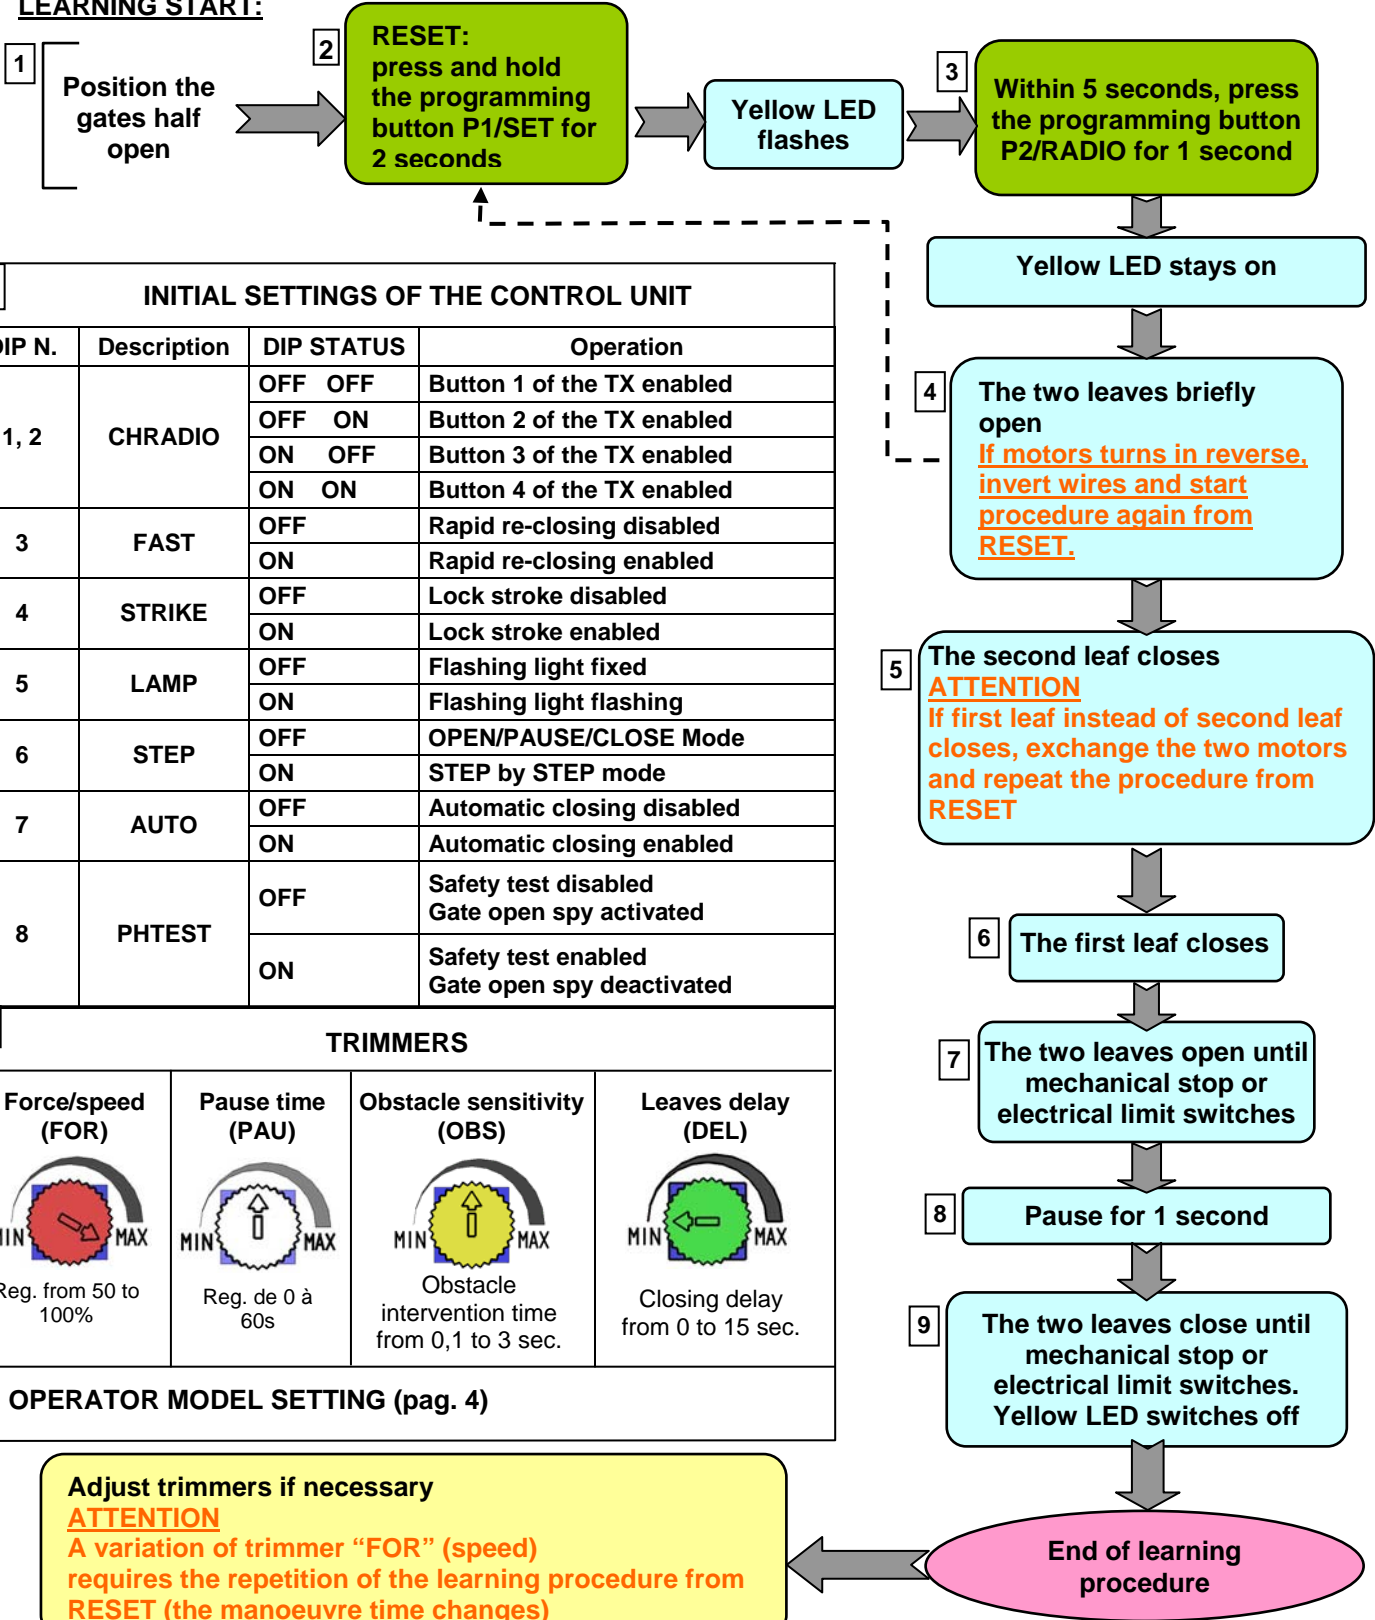 LEARNING START:
1
Position the
gates half
open
2
RESET:
press and hold
the programming
button P1/SET for
2 seconds
Yellow LED
flashes
3
Within 5 seconds, press
the programming button
P2/RADIO for 1 second
Yellow LED stays on
4
The two leaves briefly
open
If motors turns in reverse,
invert wires and start
procedure again from
RESET.
5
The second leaf closes
ATTENTION
If first leaf instead of second leaf
closes, exchange the two motors
and repeat the procedure from
RESET
6
The first leaf closes
7
The two leaves open until
mechanical stop or
electrical limit switches
8
Pause for 1 second
9
The two leaves close until
mechanical stop or
electrical limit switches.
Yellow LED switches off
End of learning
procedure
INITIAL SETTINGS OF THE CONTROL UNIT
DIP N. Description DIP STATUS Operation
1, 2 CHRADIO
OFF OFF Button 1 of the TX enabled
OFF ON Button 2 of the TX enabled
ON OFF Button 3 of the TX enabled
ON ON Button 4 of the TX enabled
3 FAST
OFF Rapid re-closing disabled
ON Rapid re-closing enabled
4 STRIKE
OFF Lock stroke disabled
ON Lock stroke enabled
5 LAMP
OFF Flashing light fixed
ON Flashing light flashing
6 STEP
OFF OPEN/PAUSE/CLOSE Mode
ON STEP by STEP mode
7 AUTO
OFF Automatic closing disabled
ON Automatic closing enabled
8 PHTEST
OFF Safety test disabled
Gate open spy activated
ON Safety test enabled
Gate open spy deactivated
TRIMMERS
Force/speed
(FOR)
MIN MAX
Reg. from 50 to
100%
Pause time
(PAU)
MIN MAX
Reg. de 0 à
60s
Obstacle sensitivity
(OBS)
MIN MAX
Obstacle
intervention time
from 0,1 to 3 sec.
Leaves delay
(DEL)
MIN MAX
Closing delay
from 0 to 15 sec.
OPERATOR MODEL SETTING (pag. 4)
Adjust trimmers if necessary
ATTENTION
A variation of trimmer “FOR” (speed)
requires the repetition of the learning procedure from
RESET (the manoeuvre time changes)